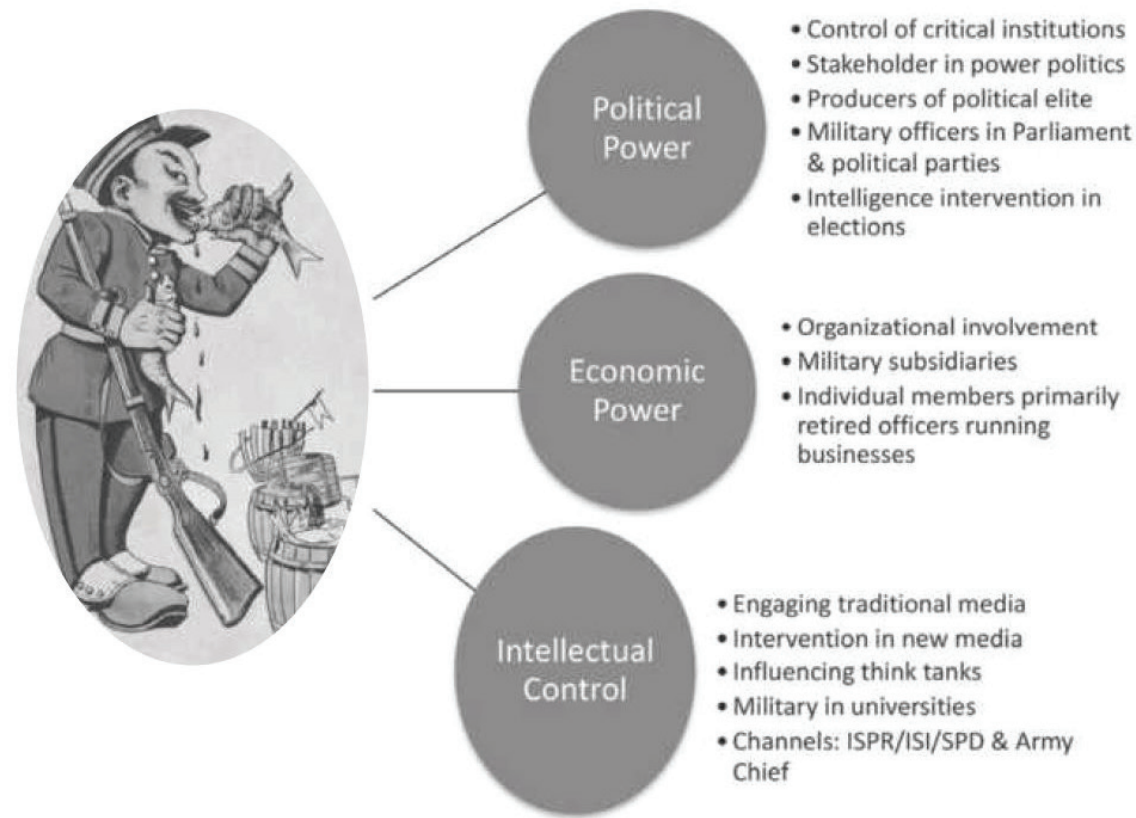 Political
Power
• Control of critical institutions
• Stakeholder in power politics
• Producers of political elite
• Military officers in Parliament
& political parties
• Intelligence intervention in
elections
Economic
Power
• Organizational involvement
• Military subsidiaries
• Individual members primarily
retired officers running
businesses
Intellectual
Control
• Engaging traditional media
• Intervention in new media
• Influencing think tanks
• Military in universities
• Channels: ISPR/ISI/SPD & Army
Chief